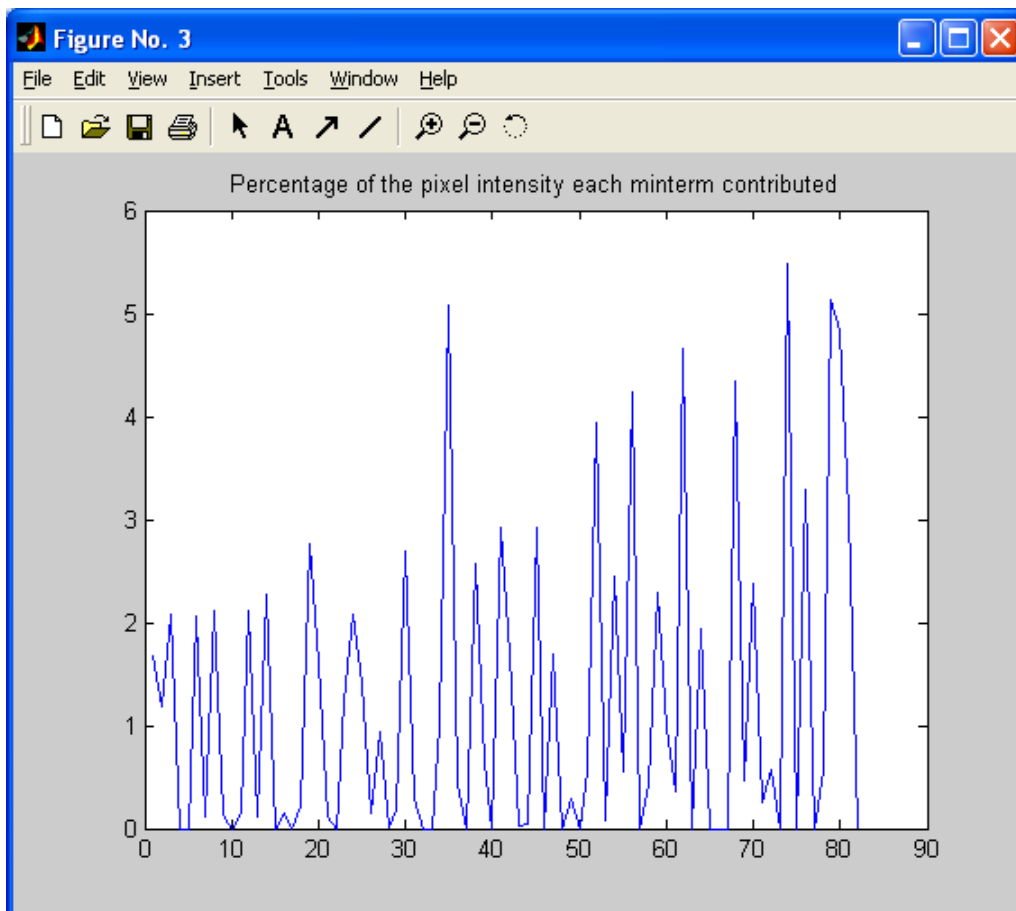 Figure No. 3
File Edit View Insert Tools Window Help
A
Percentage of the pixel intensity each minterm contributed
6
5
4
3
2
1
0
0 10 20 30 40 50 60 70 80 90